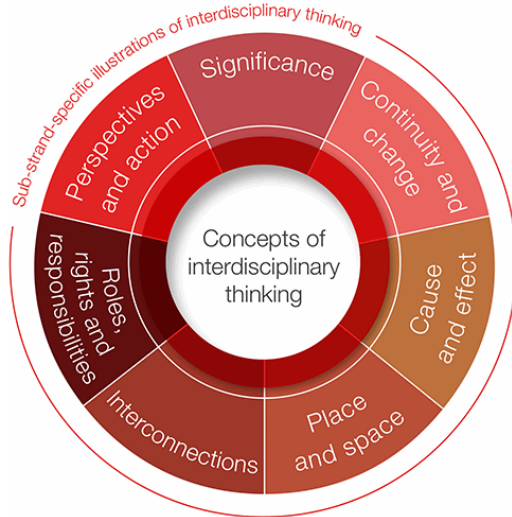 Sub-strand-specific illustrations of interdisciplinary thinking
Significance
Continuity and
change
Cause
and effect
Place
and space
Interconnections
Roles,
rights and
responsibilities
Perspectives
and action
Concepts of
interdisciplinary
thinking